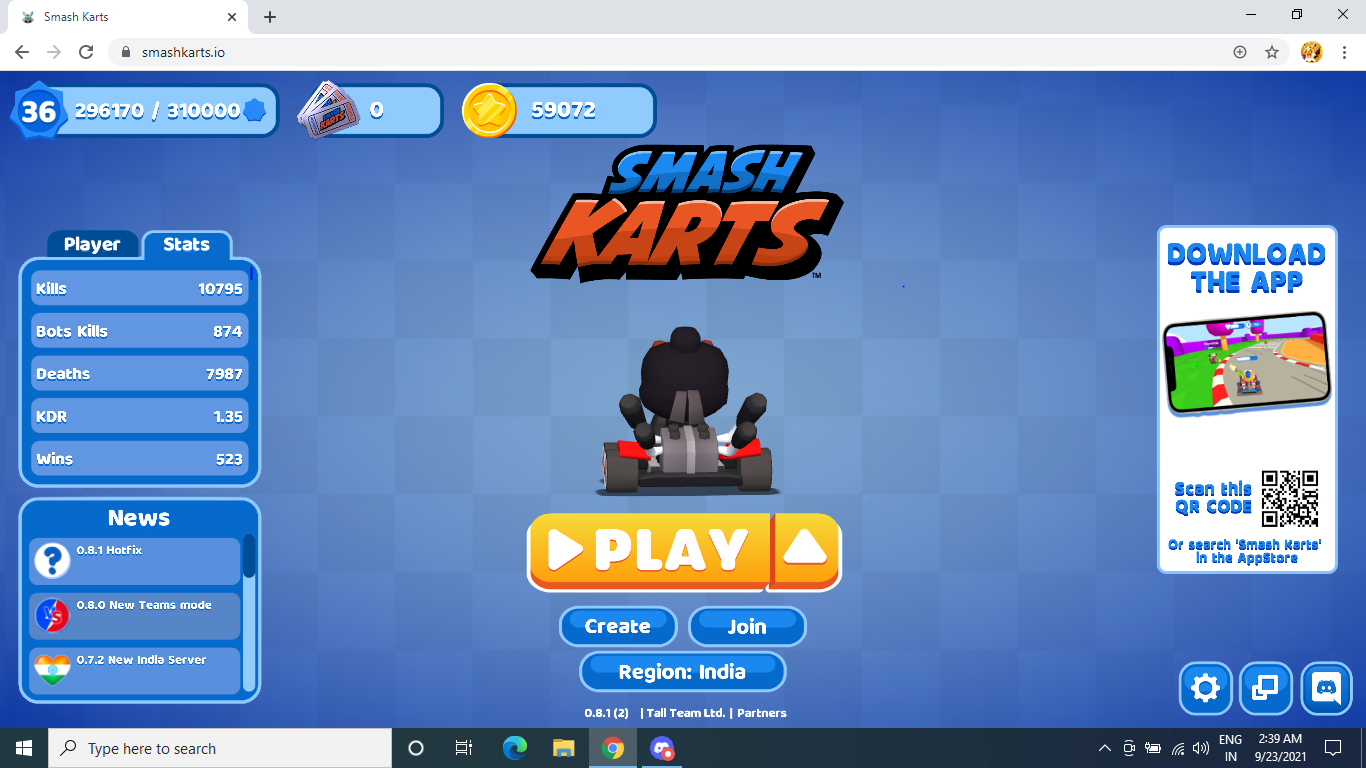 Smash Karts
smashkarts.io
36
296170 / 310000
KARTS
0
59072
SMASH
KARTS
TM
Player
Stats
Kills 10795
Bots Kills 874
Deaths 7987
KDR 1.35
Wins 523
News
0.8.1 Hotfix
VS
0.8.0 New Teams mode
0.7.2 New India Server
PLAY
Create
Join
Region: India
0.8.1 (2) | Tall Team Ltd. | Partners
DOWNLOAD
THE APP
Scan this
QR CODE
Or search 'Smash Karts'
in the AppStore
Type here to search
ENG
IN
2:39 AM
9/23/2021